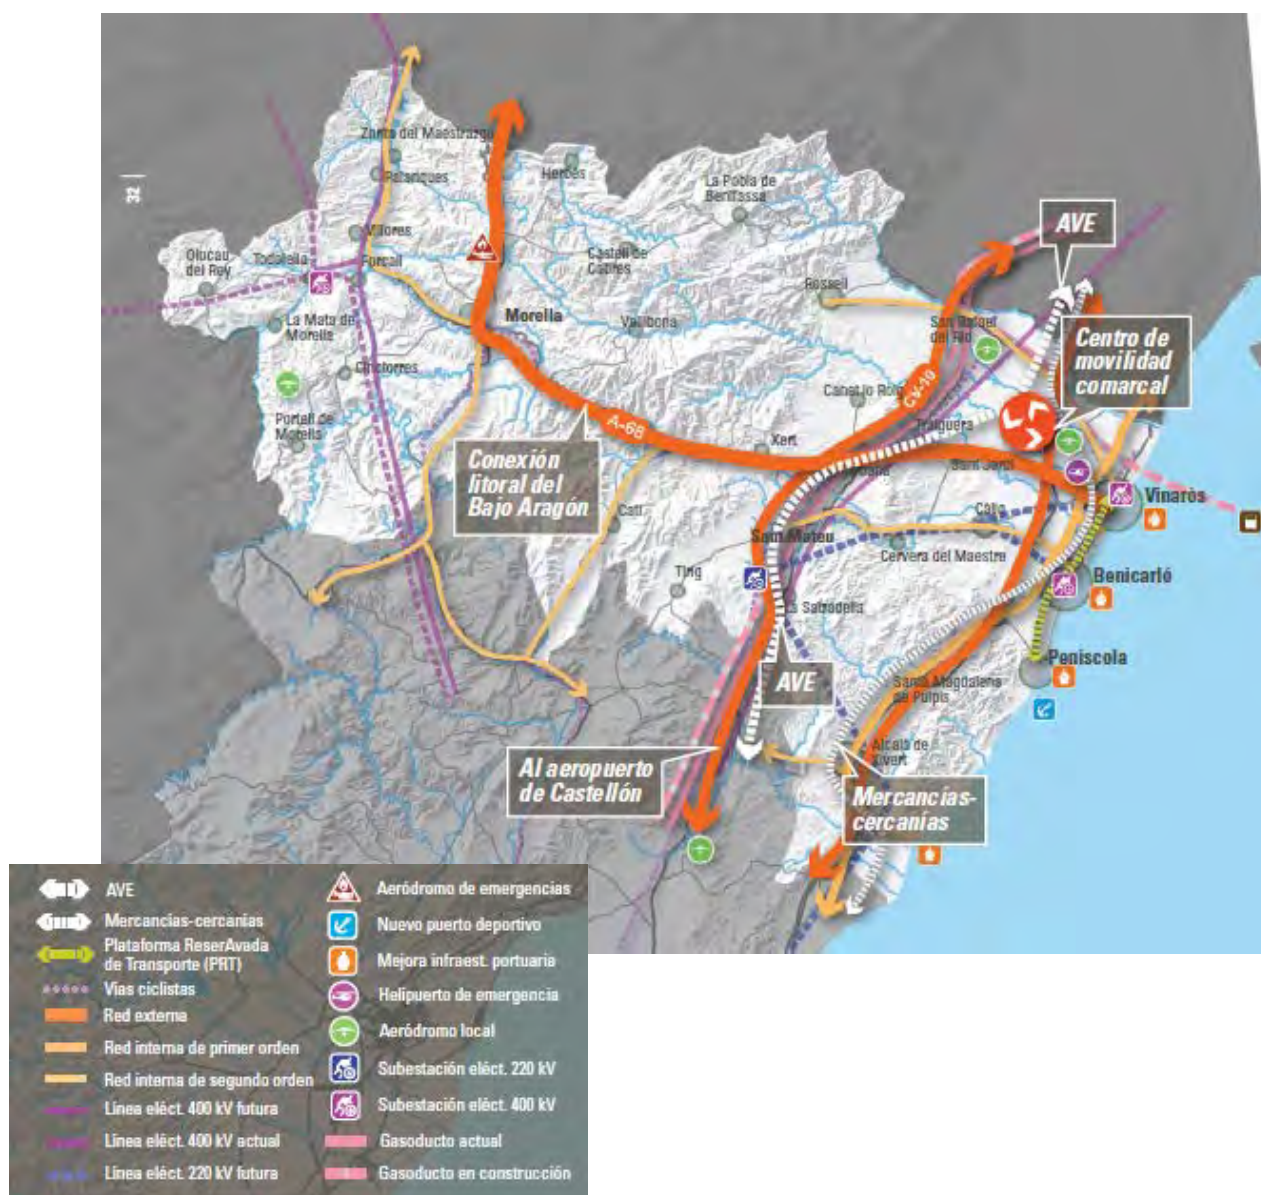 32
Zorita del Maestrazgo
Palanques
Herbés
La Pobla de
Benifassa
AVE
Villores
Olocau
del Rey
Todolella
Forcall
Castell de
Cabres
Rossell
La Mata de
Morella
Morella
Vallibona
San Rafael
del Río
Centro de
movilidad
comarcal
Cinctorres
Canet lo Roig
CV-10
Portell de
Morella
A-68
Traiguera
Xert
Conexión
litoral del
Bajo Aragón
Sant Jordi
Vinaròs
Catí
Càlig
Sant Mateu
Cervera del Maestre
Tírig
Benicarló
La Salzadella
Peníscola
AVE
Santa Magdalena
de Pulpis
Al aeropuerto
de Castellón
Alcalà de
Xivert
Mercancías-
cercanías
AVE
Mercancías-cercanías
Plataforma ReserAvada
de Transporte (PRT)
Vías ciclistas
Red externa
Red interna de primer orden
Red interna de segundo orden
Línea eléct. 400 kV futura
Línea eléct. 400 kV actual
Línea eléct. 220 kV futura
Aeródromo de emergencias
Nuevo puerto deportivo
Mejora infraest. portuaria
Helipuerto de emergencia
Aeródromo local
Subestación eléct. 220 kV
Subestación eléct. 400 kV
Gasoducto actual
Gasoducto en construcción